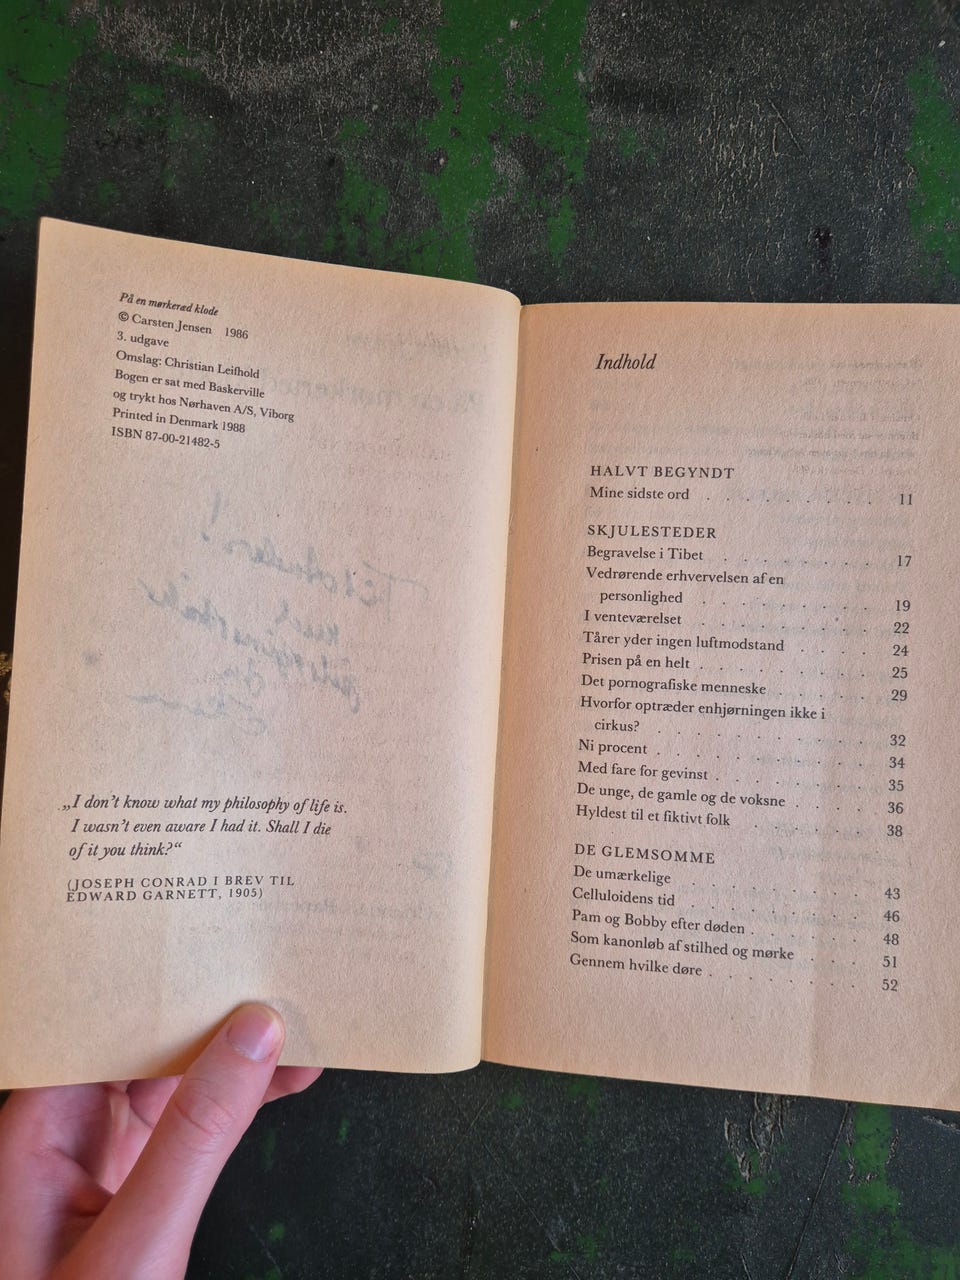 På en mørkeræd klode
© Carsten Jensen 1986
3. udgave
Omslag: Christian Leifhold
Bogen er sat med Baskerville
og trykt hos Nørhaven A/S, Viborg
Printed in Denmark 1988
ISBN 87-00-21482-5
„I don't know what my philosophy of life is.
I wasn't even aware I had it. Shall I die
of it you think?“
(JOSEPH CONRAD I BREV TIL
EDWARD GARNETT, 1905)
Indhold
HALVT BEGYNDT
Mine sidste ord . . . . . . . . . 11
SKJULESTEDER
Begravelse i Tibet . . . . . . . . 17
Vedrørende erhvervelsen af en
personlighed . . . . . . . . . 19
I venteværelset . . . . . . . . . 22
Tårer yder ingen luftmodstand . . . . 24
Prisen på en helt . . . . . . . . . 25
Det pornografiske menneske . . . . . 29
Hvorfor optræder enhjørningen ikke i
cirkus? . . . . . . . . . . . 32
Ni procent . . . . . . . . . . 34
Med fare for gevinst . . . . . . . 35
De unge, de gamle og de voksne . . . . 36
Hyldest til et fiktivt folk . . . . . . 38
DE GLEMSOMME
De umærkelige . . . . . . . . . 43
Celluloidens tid . . . . . . . . . 46
Pam og Bobby efter døden . . . . . . 48
Som kanonløb af stilhed og mørke . . . 51
Gennem hvilke døre . . . . . . . . 52